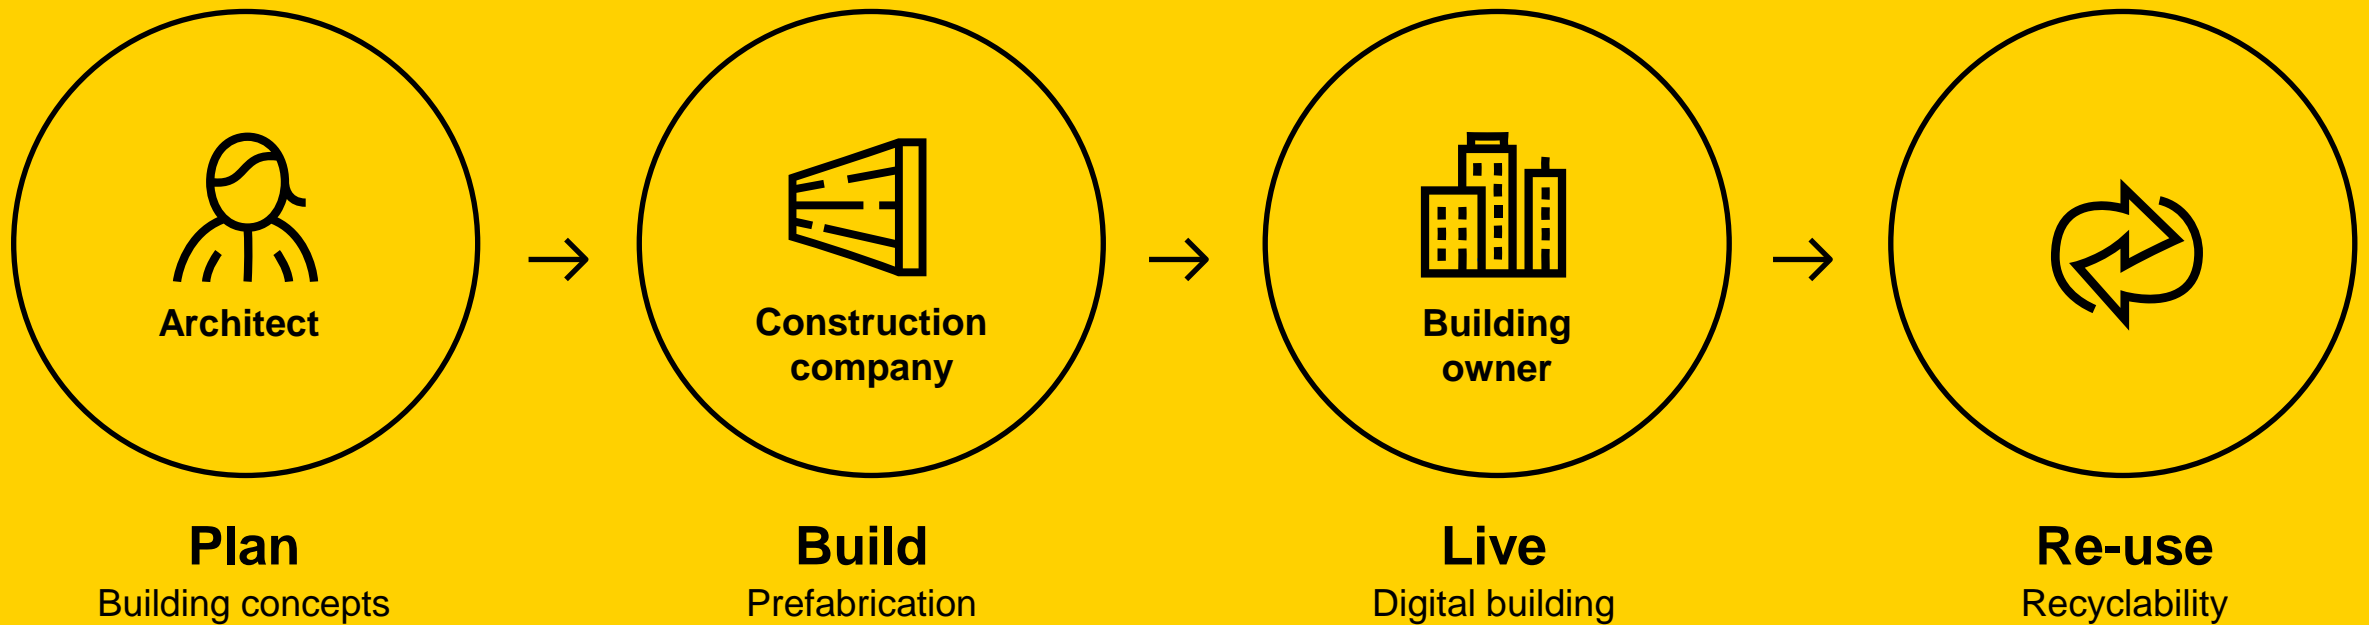 Architect
Construction
company
Building
owner
Plan
Building concepts
Build
Prefabrication
Live
Digital building
Re-use
Recyclability